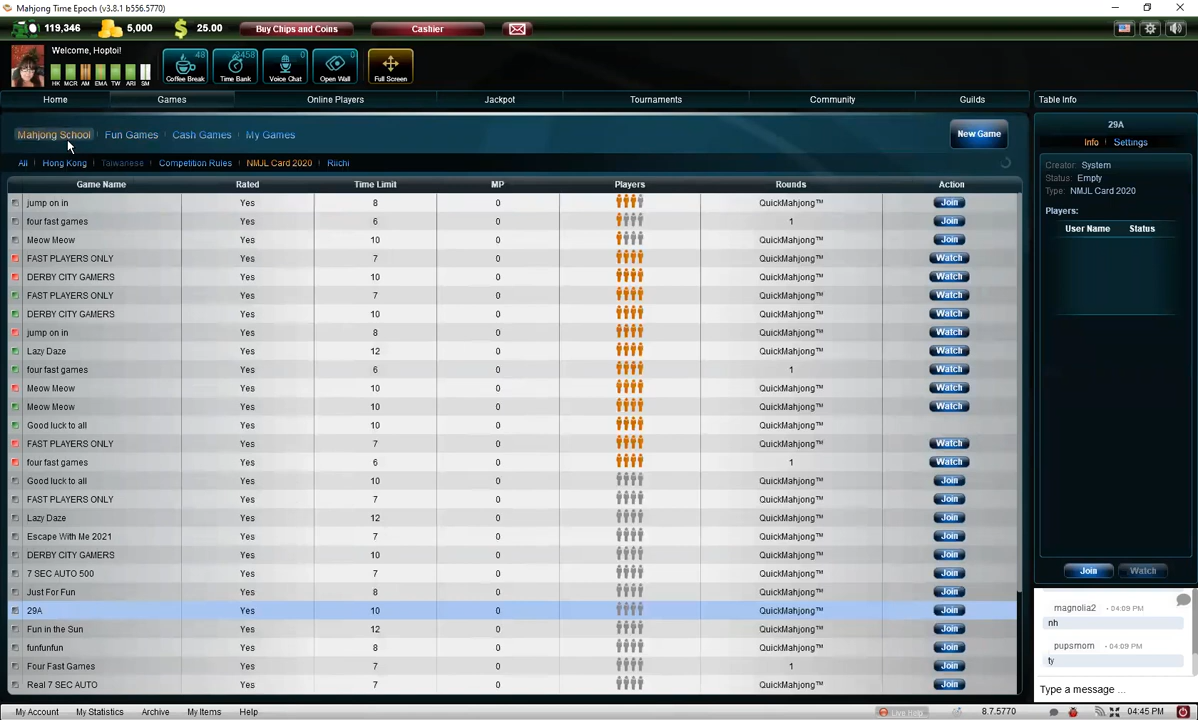 Mahjong Time Epoch (v3.8.1 b556.5770)
119,346 5,000 $ 25.00 Buy Chips and Coins Cashier
Welcome, Hoptoi!
HK MCR AM EMA TW ARI SM
48 Coffee Break
3458 Time Bank
0 Voice Chat
0 Open Wall
Full Screen
Home Games Online Players Jackpot Tournaments Community Guilds Table Info
Mahjong School Fun Games Cash Games My Games New Game
All Hong Kong Taiwanese Competition Rules NMJL Card 2020 Riichi
Game Name Rated Time Limit MP Players Rounds Action
jump on in Yes 8 0 QuickMahjong™ Join
four fast games Yes 6 0 1 Join
Meow Meow Yes 10 0 QuickMahjong™ Join
FAST PLAYERS ONLY Yes 7 0 QuickMahjong™ Watch
DERBY CITY GAMERS Yes 10 0 QuickMahjong™ Watch
FAST PLAYERS ONLY Yes 7 0 QuickMahjong™ Watch
DERBY CITY GAMERS Yes 10 0 QuickMahjong™ Watch
jump on in Yes 8 0 QuickMahjong™ Watch
Lazy Daze Yes 12 0 QuickMahjong™ Watch
four fast games Yes 6 0 1 Watch
Meow Meow Yes 10 0 QuickMahjong™ Watch
Meow Meow Yes 10 0 QuickMahjong™ Watch
Good luck to all Yes 10 0 QuickMahjong™
FAST PLAYERS ONLY Yes 7 0 QuickMahjong™ Watch
four fast games Yes 6 0 1 Watch
Good luck to all Yes 10 0 QuickMahjong™ Join
FAST PLAYERS ONLY Yes 7 0 QuickMahjong™ Join
Lazy Daze Yes 12 0 QuickMahjong™ Join
Escape With Me 2021 Yes 7 0 QuickMahjong™ Join
DERBY CITY GAMERS Yes 10 0 QuickMahjong™ Join
7 SEC AUTO 500 Yes 7 0 QuickMahjong™ Join
Just For Fun Yes 8 0 QuickMahjong™ Join
29A Yes 10 0 QuickMahjong™ Join
Fun in the Sun Yes 12 0 QuickMahjong™ Join
funfunfun Yes 8 0 QuickMahjong™ Join
Four Fast Games Yes 7 0 1 Join
Real 7 SEC AUTO Yes 7 0 QuickMahjong™ Join
29A
Info Settings
Creator: System
Status: Empty
Type: NMJL Card 2020
Players:
User Name Status
Join Watch
magnolia2 - 04:09 PM
nh
pupsmom - 04:09 PM
ty
Type a message ...
My Account My Statistics Archive My Items Help Live Help 8.7.5770 04:45 PM